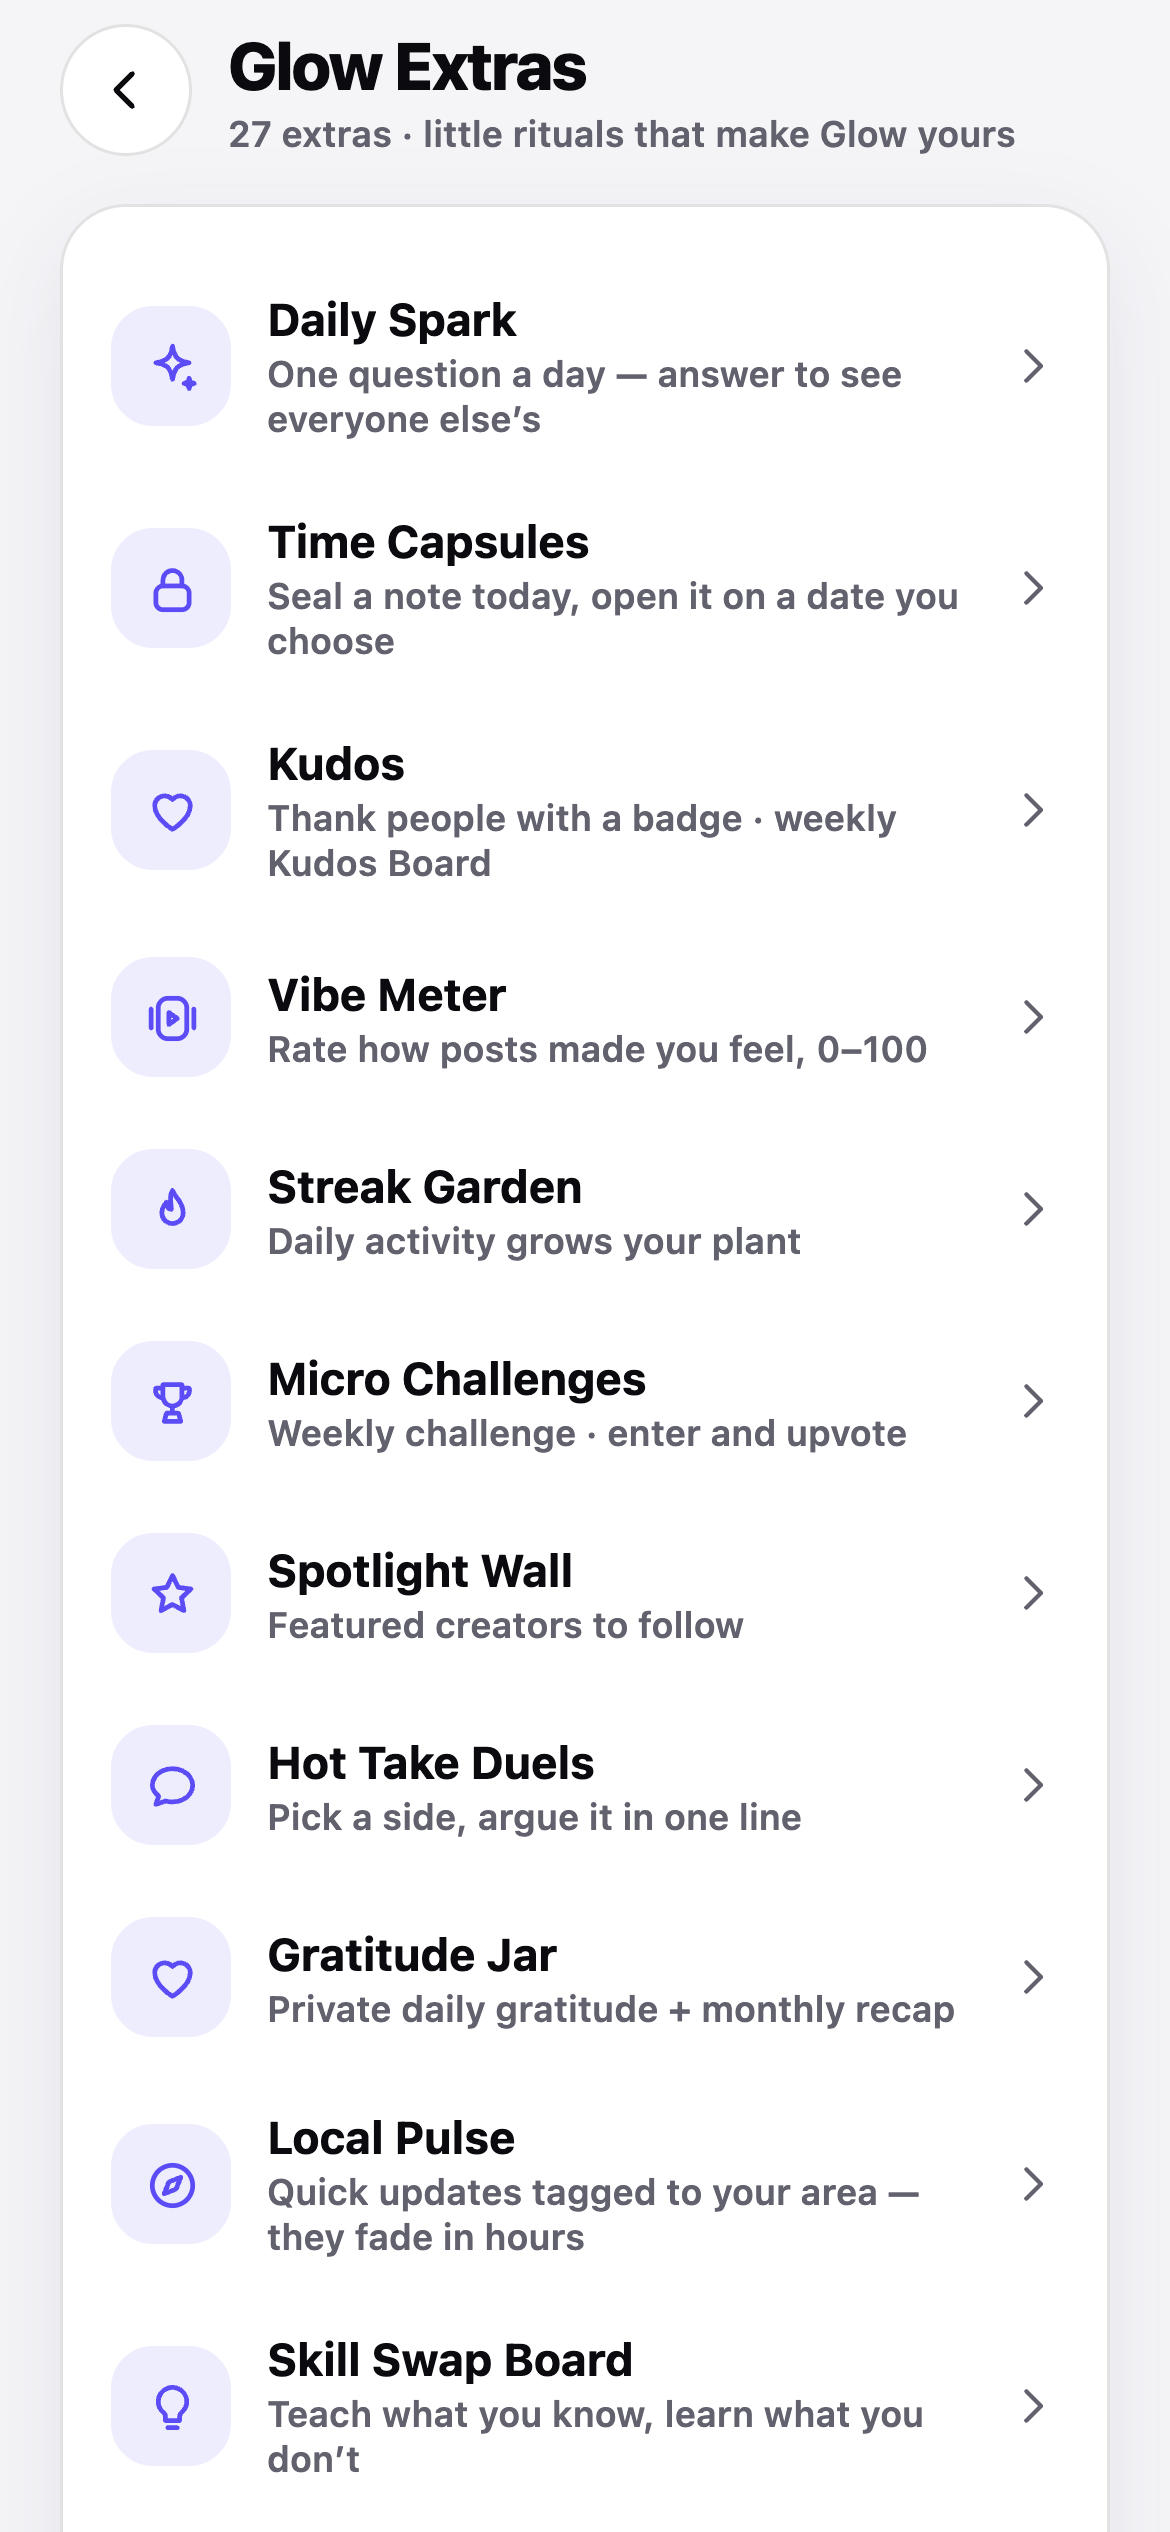 Glow Extras
27 extras · little rituals that make Glow yours
Daily Spark
One question a day — answer to see
everyone else’s
Time Capsules
Seal a note today, open it on a date you
choose
Kudos
Thank people with a badge · weekly
Kudos Board
Vibe Meter
Rate how posts made you feel, 0–100
Streak Garden
Daily activity grows your plant
Micro Challenges
Weekly challenge · enter and upvote
Spotlight Wall
Featured creators to follow
Hot Take Duels
Pick a side, argue it in one line
Gratitude Jar
Private daily gratitude + monthly recap
Local Pulse
Quick updates tagged to your area —
they fade in hours
Skill Swap Board
Teach what you know, learn what you
don’t